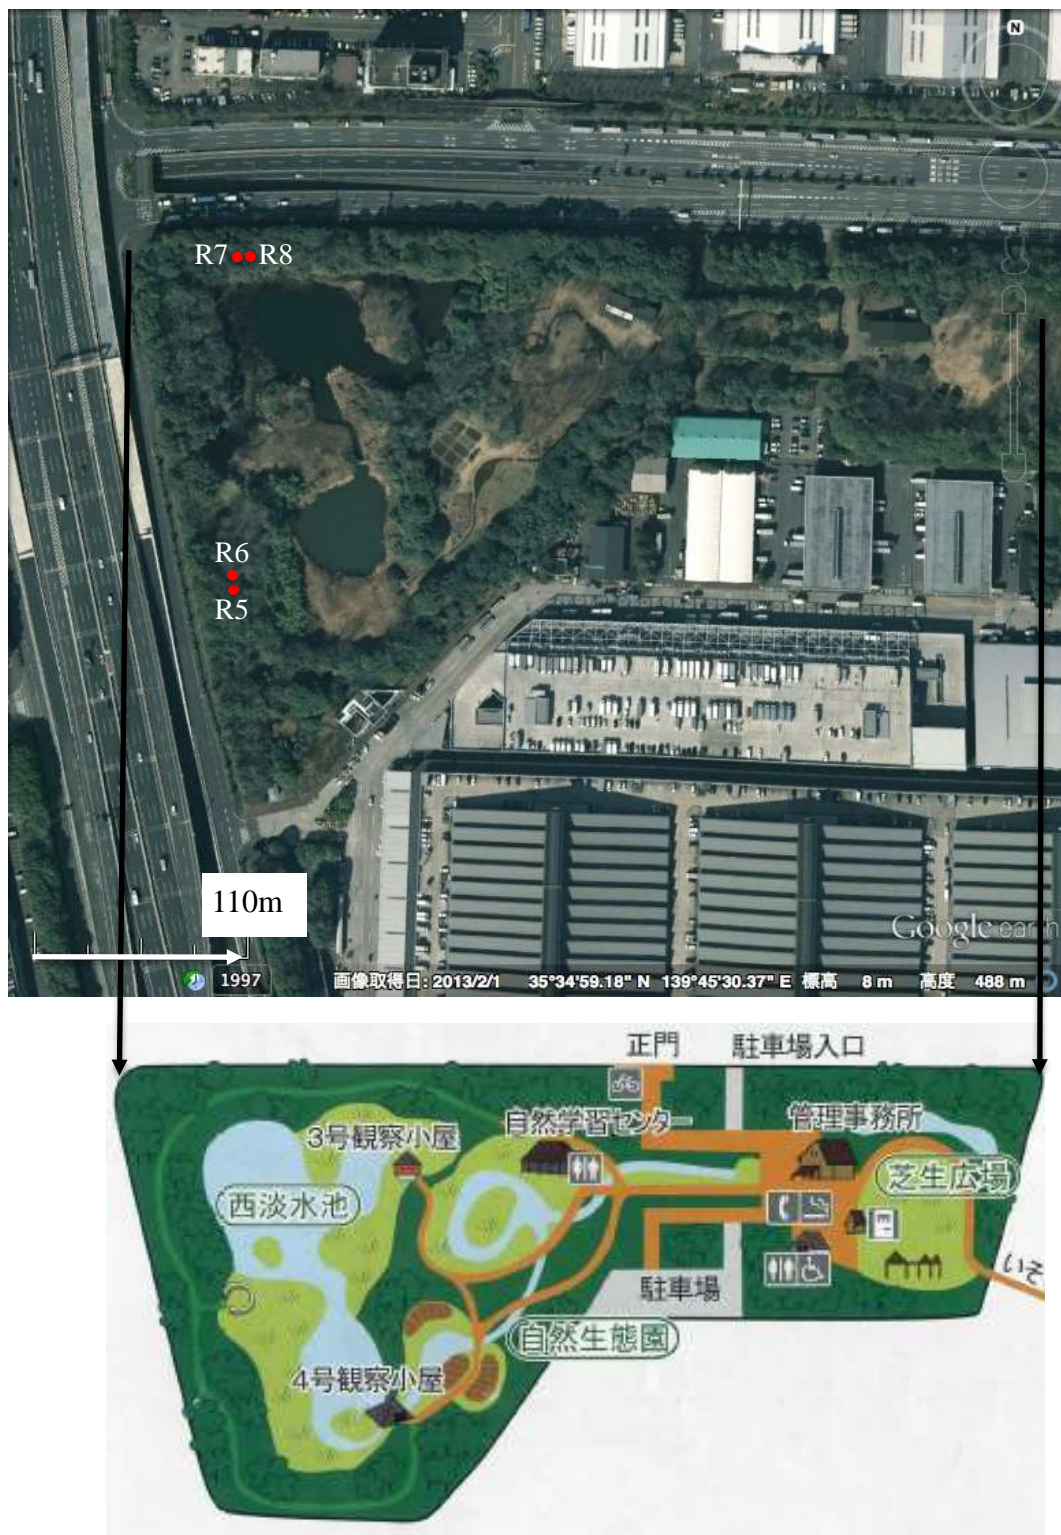 N
R7
R8
R6
R5
110m
Google earth
1997
画像取得日: 2013/2/1 35°34'59.18" N 139°45'30.37" E 標高 8 m 高度 488 m
正門
駐車場入口
3号観察小屋
自然学習センター
管理事務所
西淡水池
芝生広場
駐車場
いそ
自然生態園
4号観察小屋